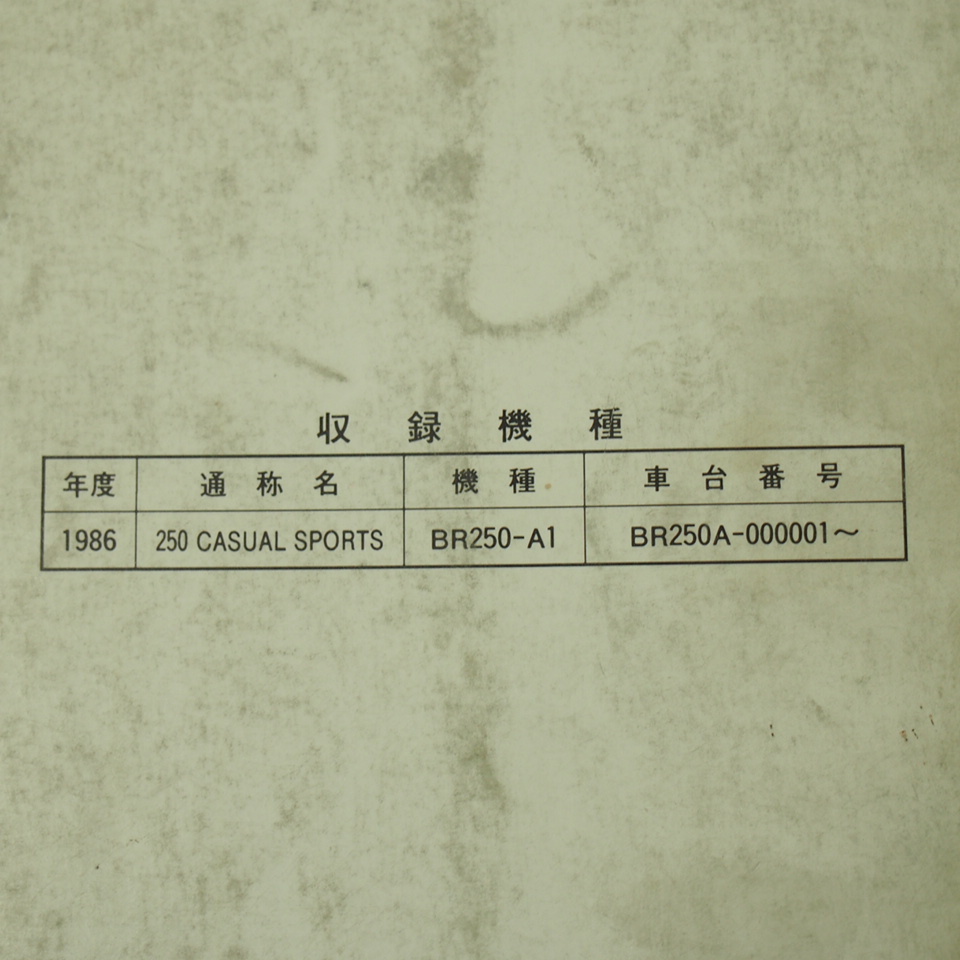 収録機種
年度 通称名 機種 車台番号
1986 250 CASUAL SPORTS BR250-A1 BR250A-000001～